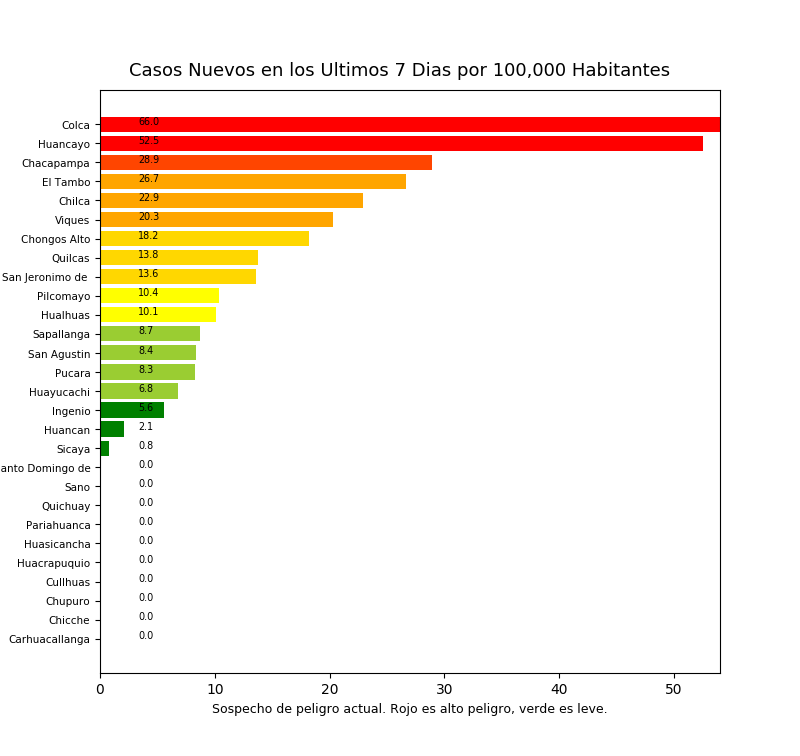 Casos Nuevos en los Ultimos 7 Dias por 100,000 Habitantes
Colca 66.0
Huancayo 52.5
Chacapampa 28.9
El Tambo 26.7
Chilca 22.9
Viques 20.3
Chongos Alto 18.2
Quilcas 13.8
San Jeronimo de 13.6
Pilcomayo 10.4
Hualhuas 10.1
Sapallanga 8.7
San Agustin 8.4
Pucara 8.3
Huayucachi 6.8
Ingenio 5.6
Huancan 2.1
Sicaya 0.8
anto Domingo de 0.0
Sano 0.0
Quichuay 0.0
Pariahuanca 0.0
Huasicancha 0.0
Huacrapuquio 0.0
Cullhuas 0.0
Chupuro 0.0
Chicche 0.0
Carhuacallanga 0.0
0 10 20 30 40 50
Sospecho de peligro actual. Rojo es alto peligro, verde es leve.